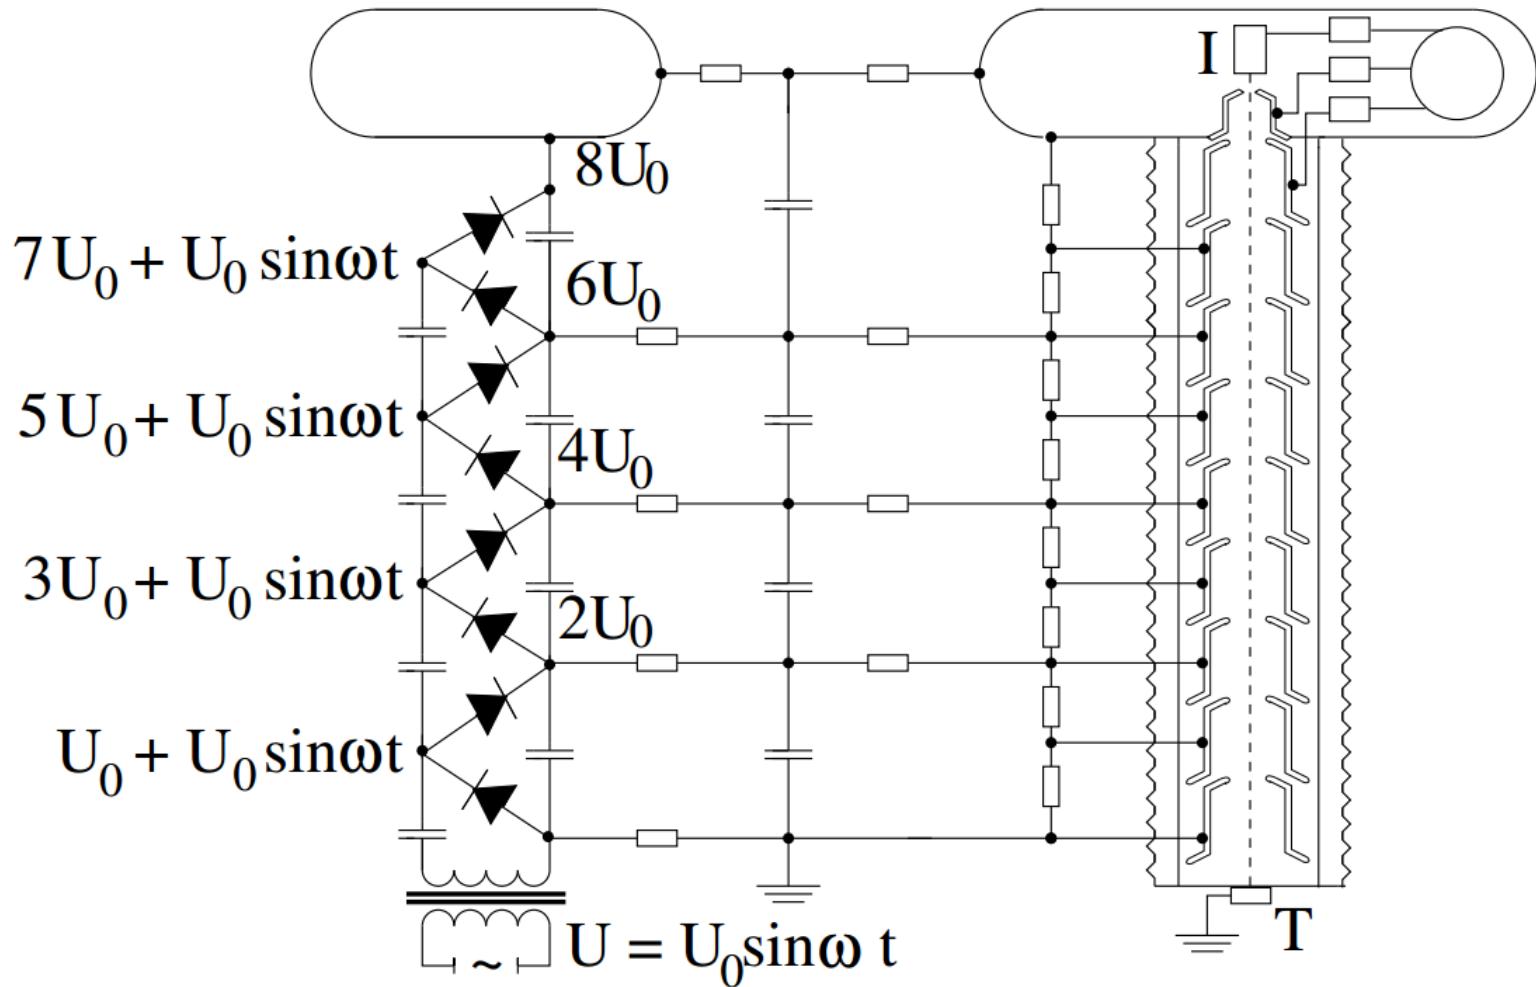 I
8U₀
7U₀ + U₀ sinωt
6U₀
5U₀ + U₀ sinωt
4U₀
3U₀ + U₀ sinωt
2U₀
U₀ + U₀ sinωt
T
U = U₀sinω t
~